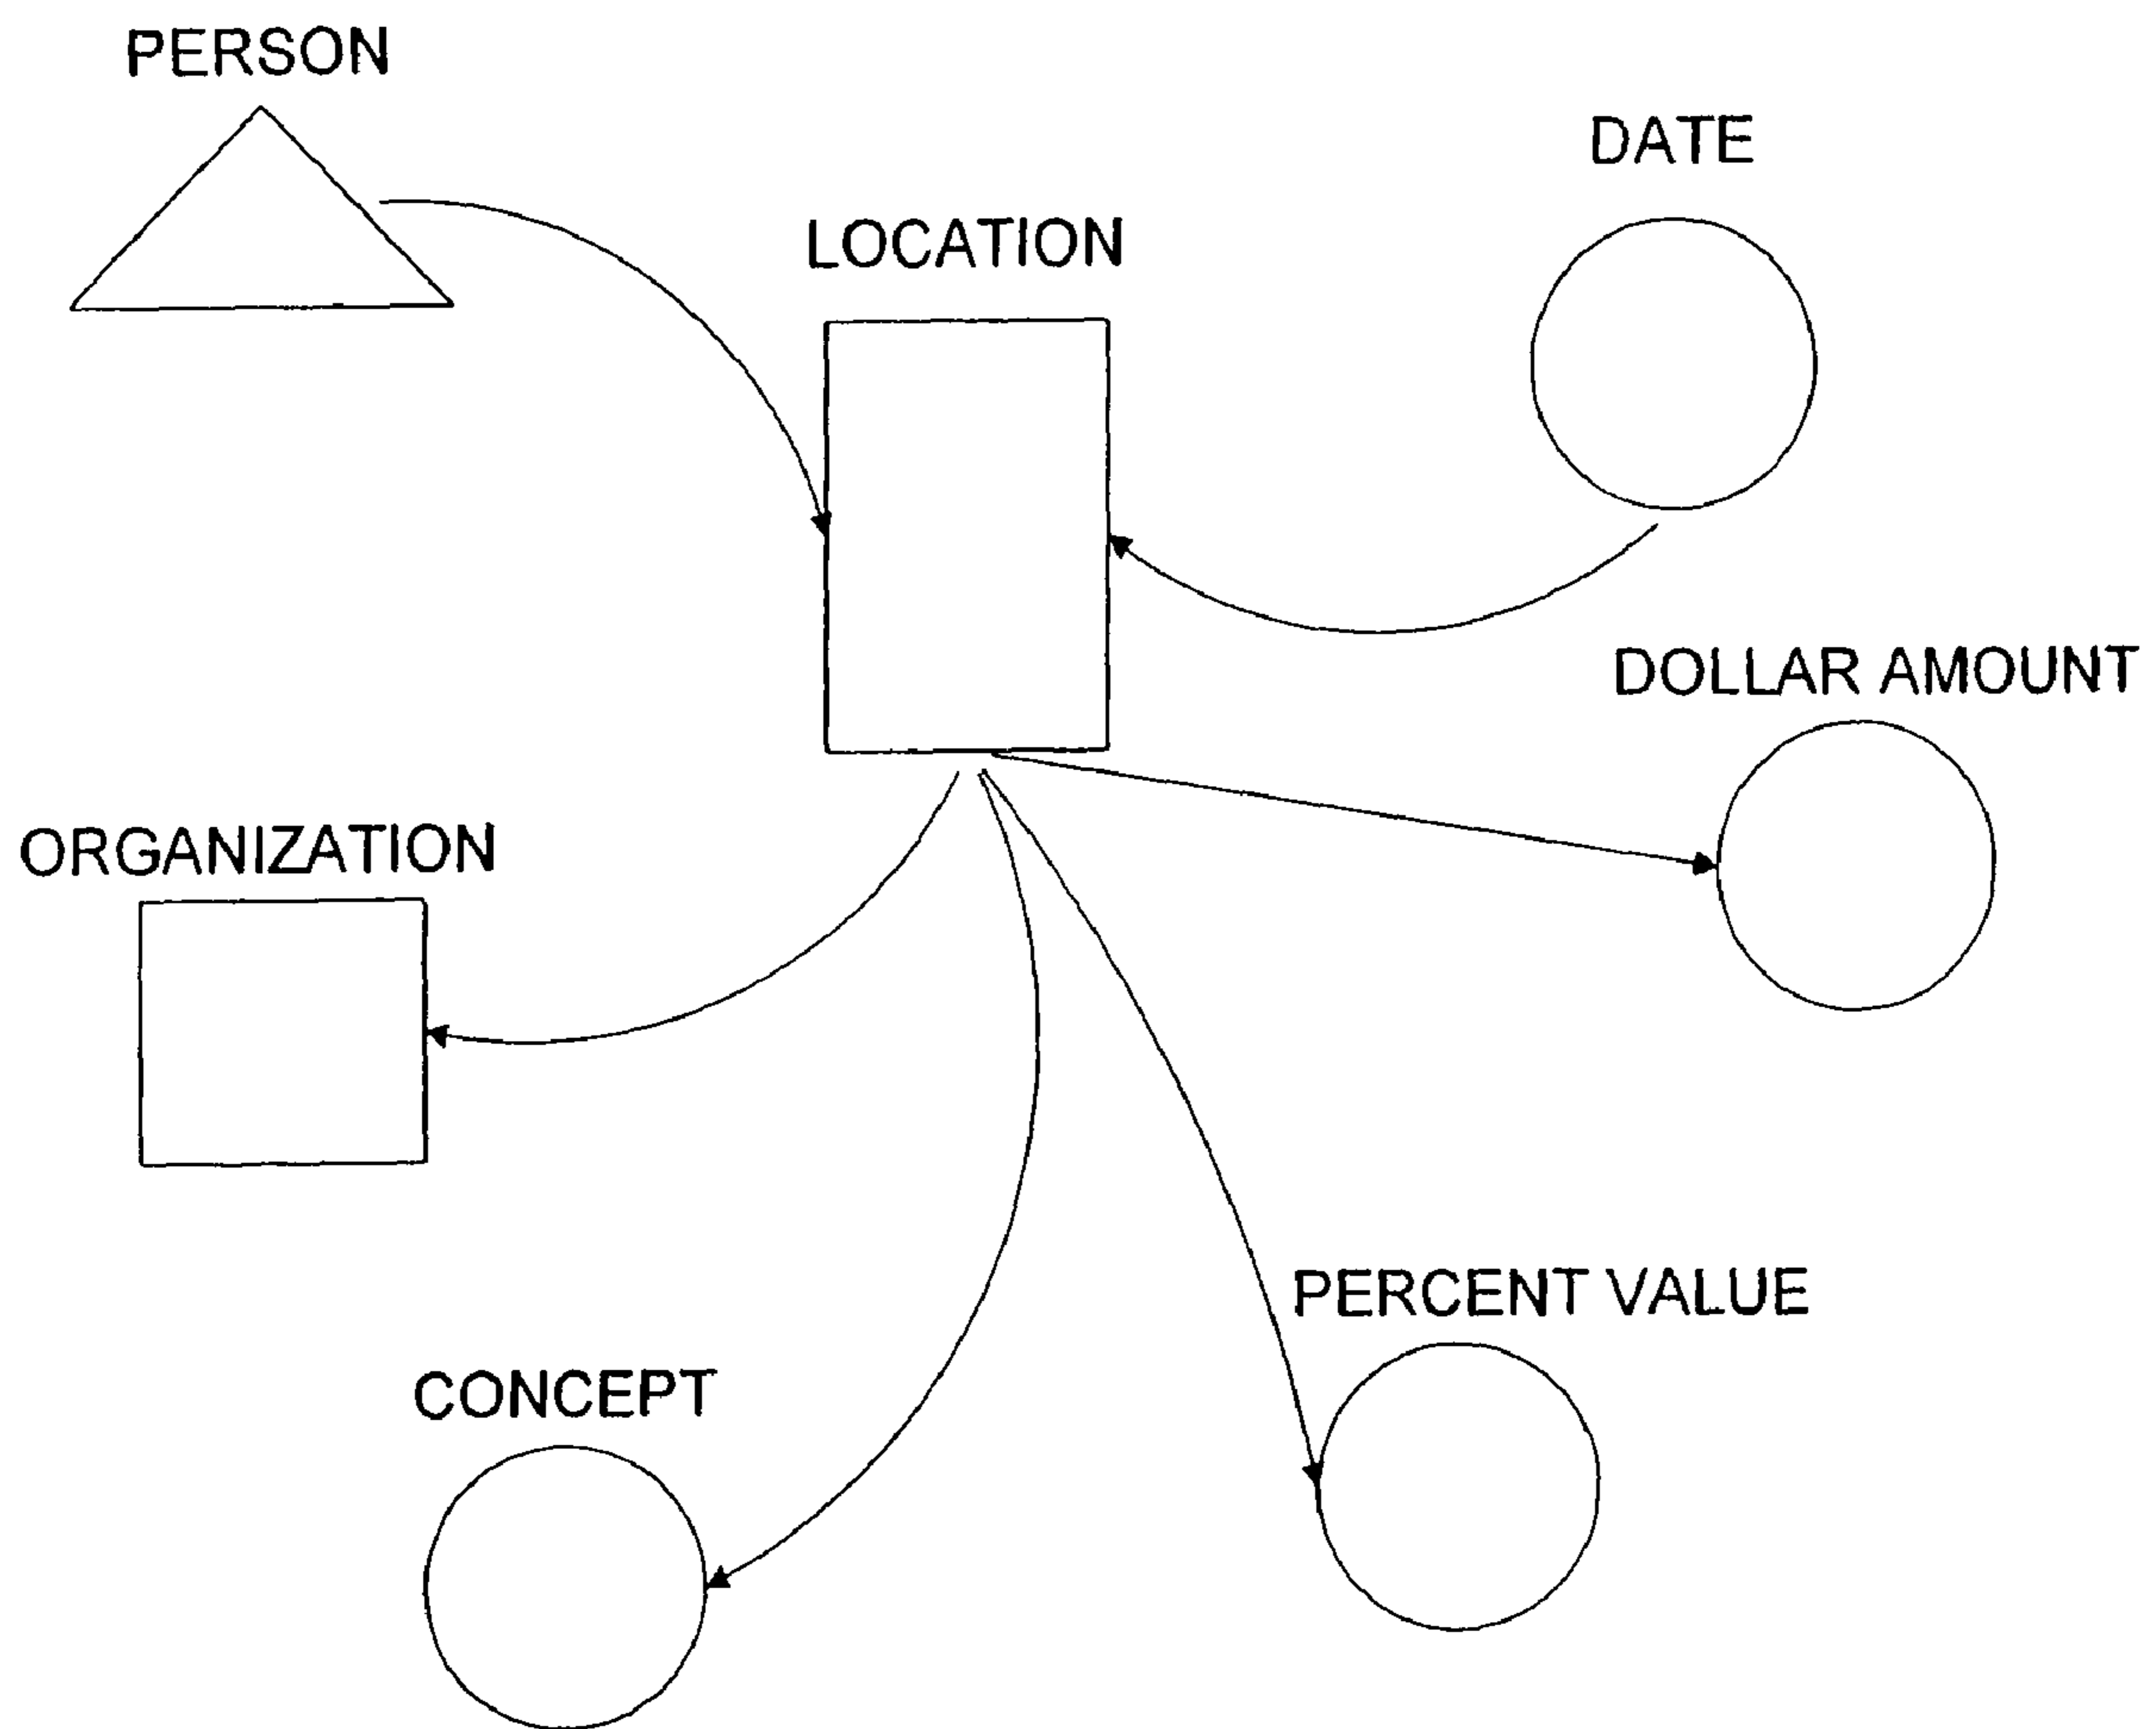 PERSON
DATE
LOCATION
DOLLAR AMOUNT
ORGANIZATION
PERCENT VALUE
CONCEPT